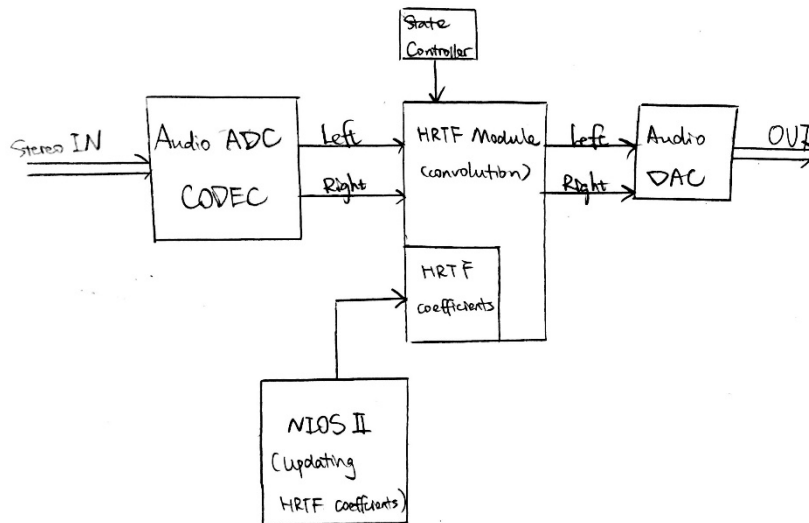 State
Controller
Stereo IN
Audio ADC
CODEC
Left
Right
HRTF Module
(convolution)
HRTF
coefficients
Left
Right
Audio
DAC
OUT
NIOS II
(updating
HRTF coeffcients)